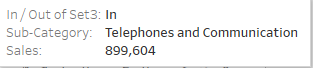 In / Out of Set3: In
Sub-Category: Telephones and Communication
Sales: 899,604